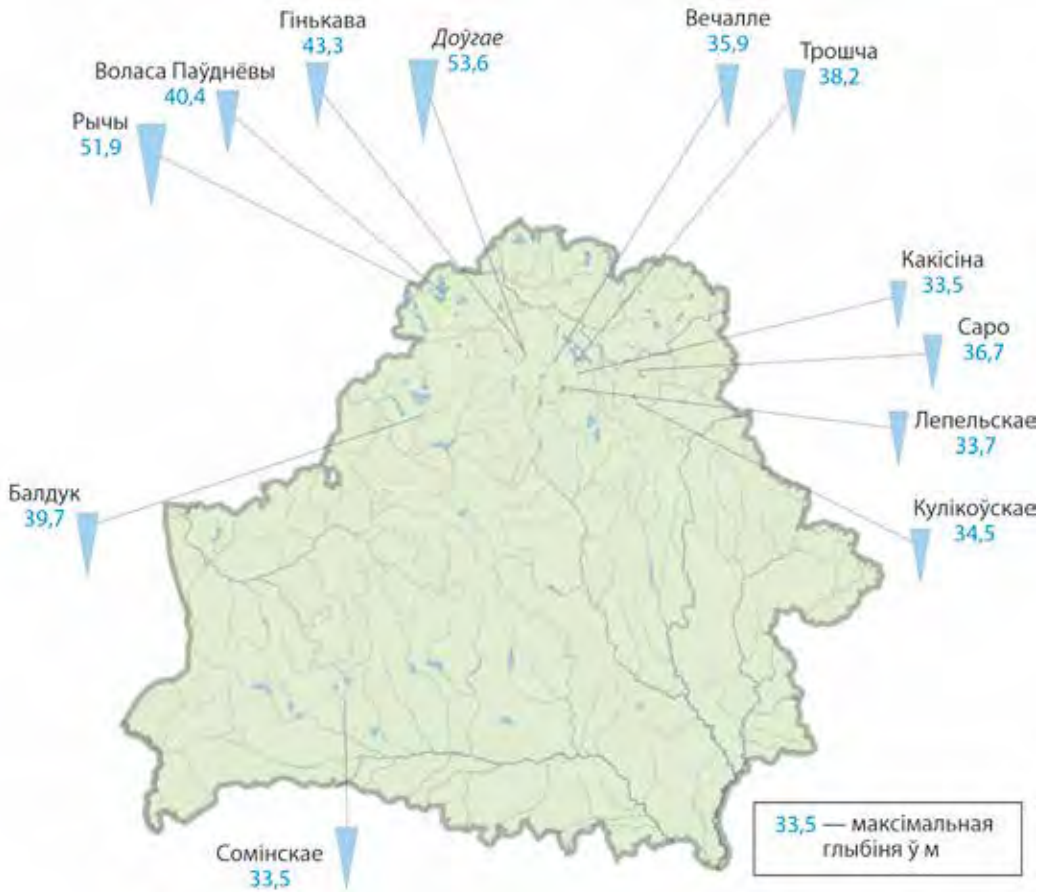 Гінькава
43,3
Доўгае
53,6
Вечалле
35,9
Трошча
38,2
Воласа Паўднёвы
40,4
Рычы
51,9
Какісіна
33,5
Саро
36,7
Лепельскае
33,7
Кулікоўскае
34,5
Балдук
39,7
Сомінскае
33,5
33,5 — максімальная
глыбіня ў м